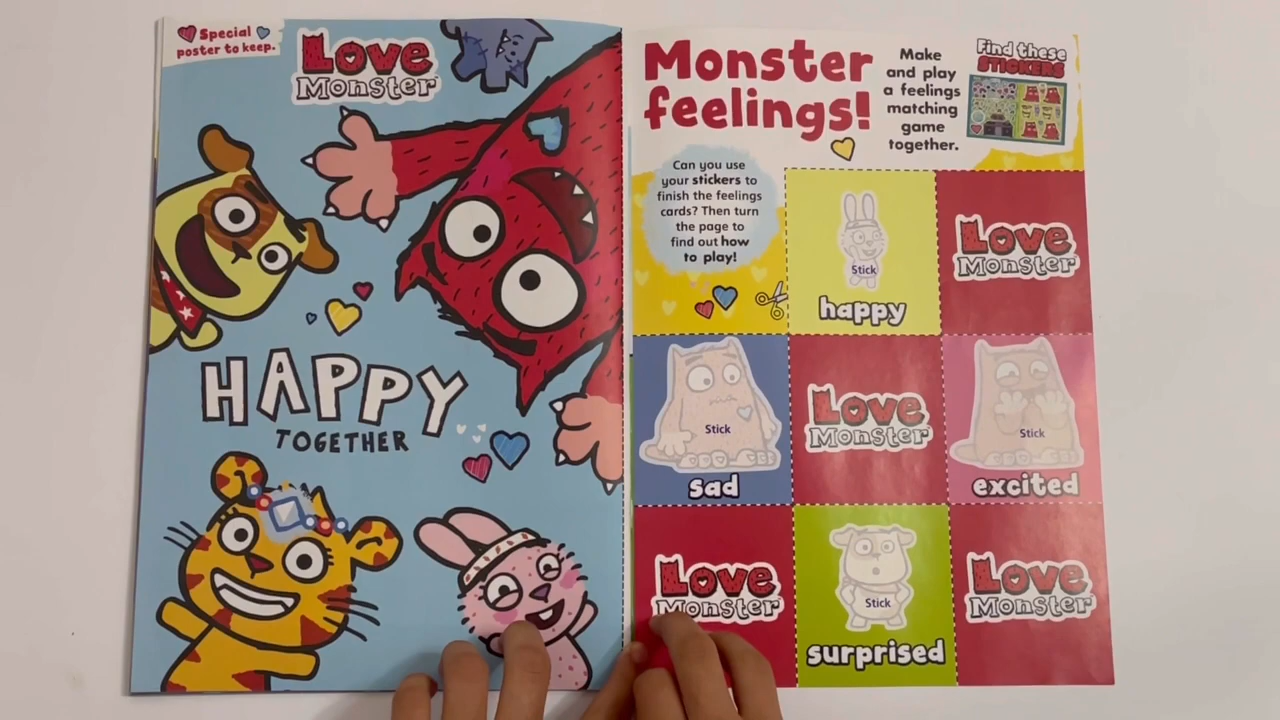 Special
poster to keep.
Love
Monster
HAPPY
TOGETHER
Monster
feelings!
Make
and play
a feelings
matching
game
together.
Find these
STICKERS
Can you use
your stickers to
finish the feelings
cards? Then turn
the page to
find out how
to play!
Stick
happy
Love
Monster
Stick
sad
Love
Monster
Stick
excited
Love
Monster
Stick
surprised
Love
Monster